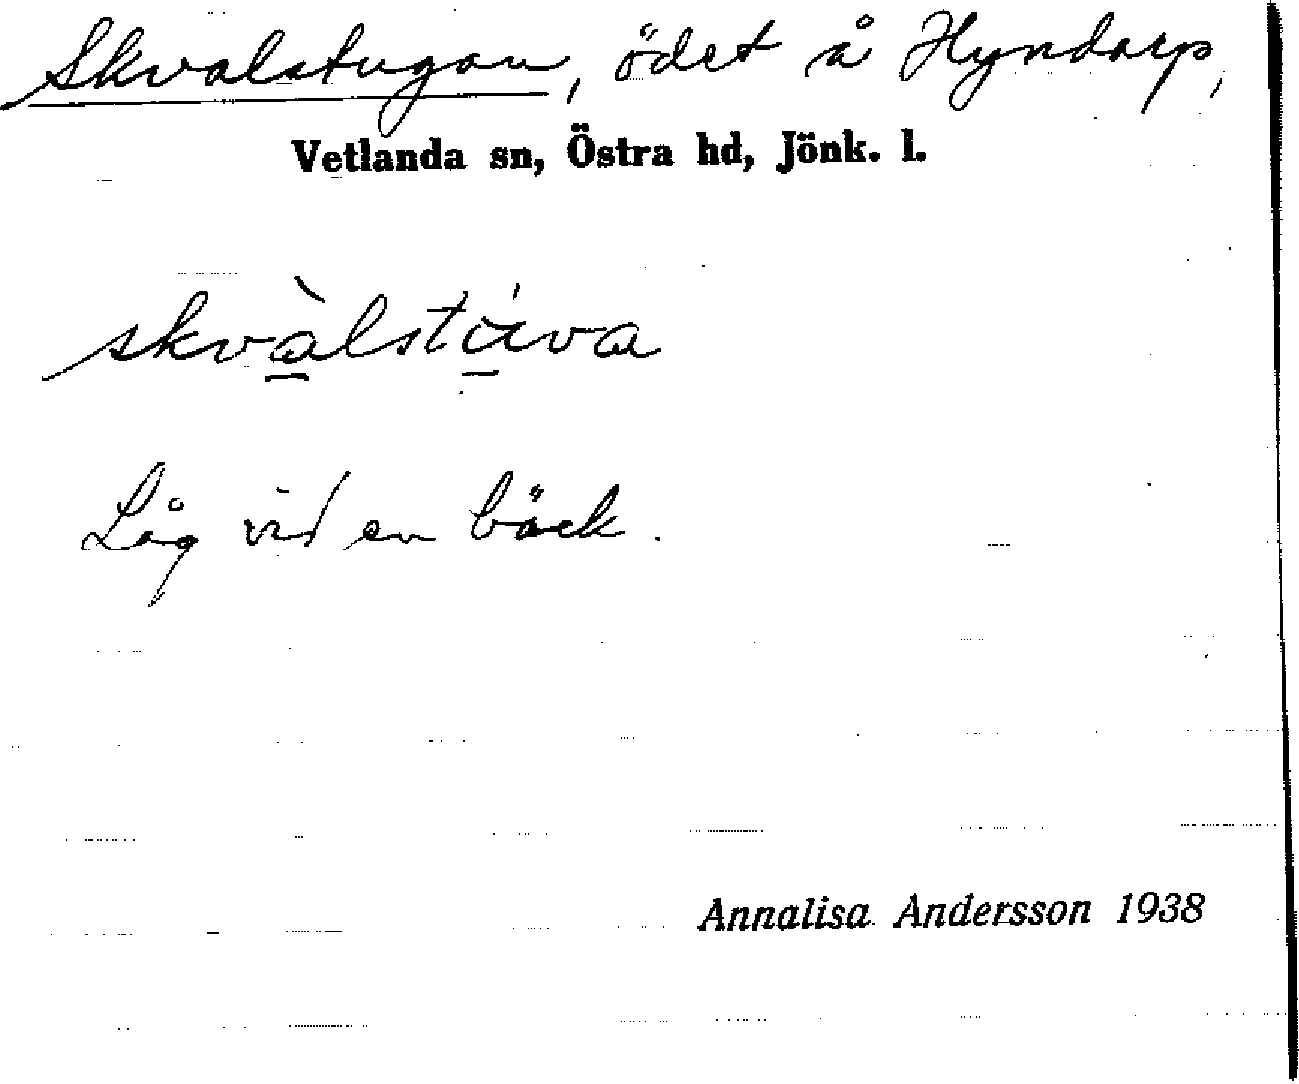 Skvalstugan, ödet å Hyndarp,
Vetlanda sn, Östra hd, Jönk. l.
skvàlstúva
Låg vid en bäck.
Annalisa Andersson 1938